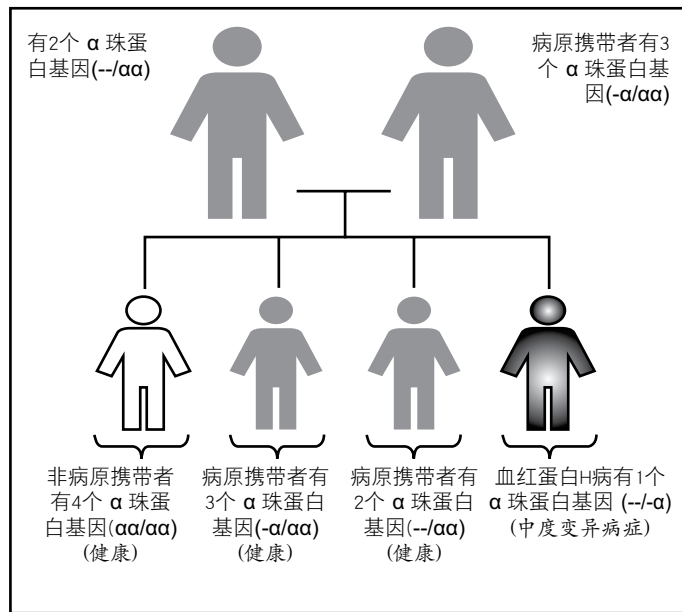 有2个 α 珠蛋
白基因(--/αα)
病原携带者有3
个 α 珠蛋白基
因(-α/αα)
非病原携带者
有4个 α 珠蛋
白基因(αα/αα)
(健康)
病原携带者有
3个 α 珠蛋白
基因(-α/αα)
(健康)
病原携带者有
2个 α 珠蛋白
基因(--/αα)
(健康)
血红蛋白H病有1个
α 珠蛋白基因 (--/-α)
(中度变异病症)